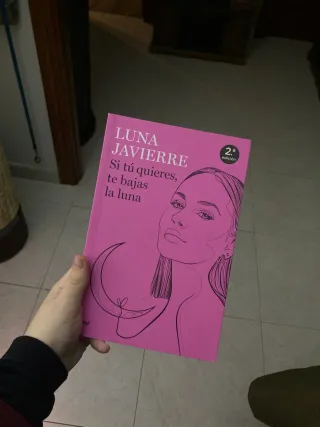 LUNA
JAVIERRE
Si tú quieres,
te bajas
la luna
2.ª
edición